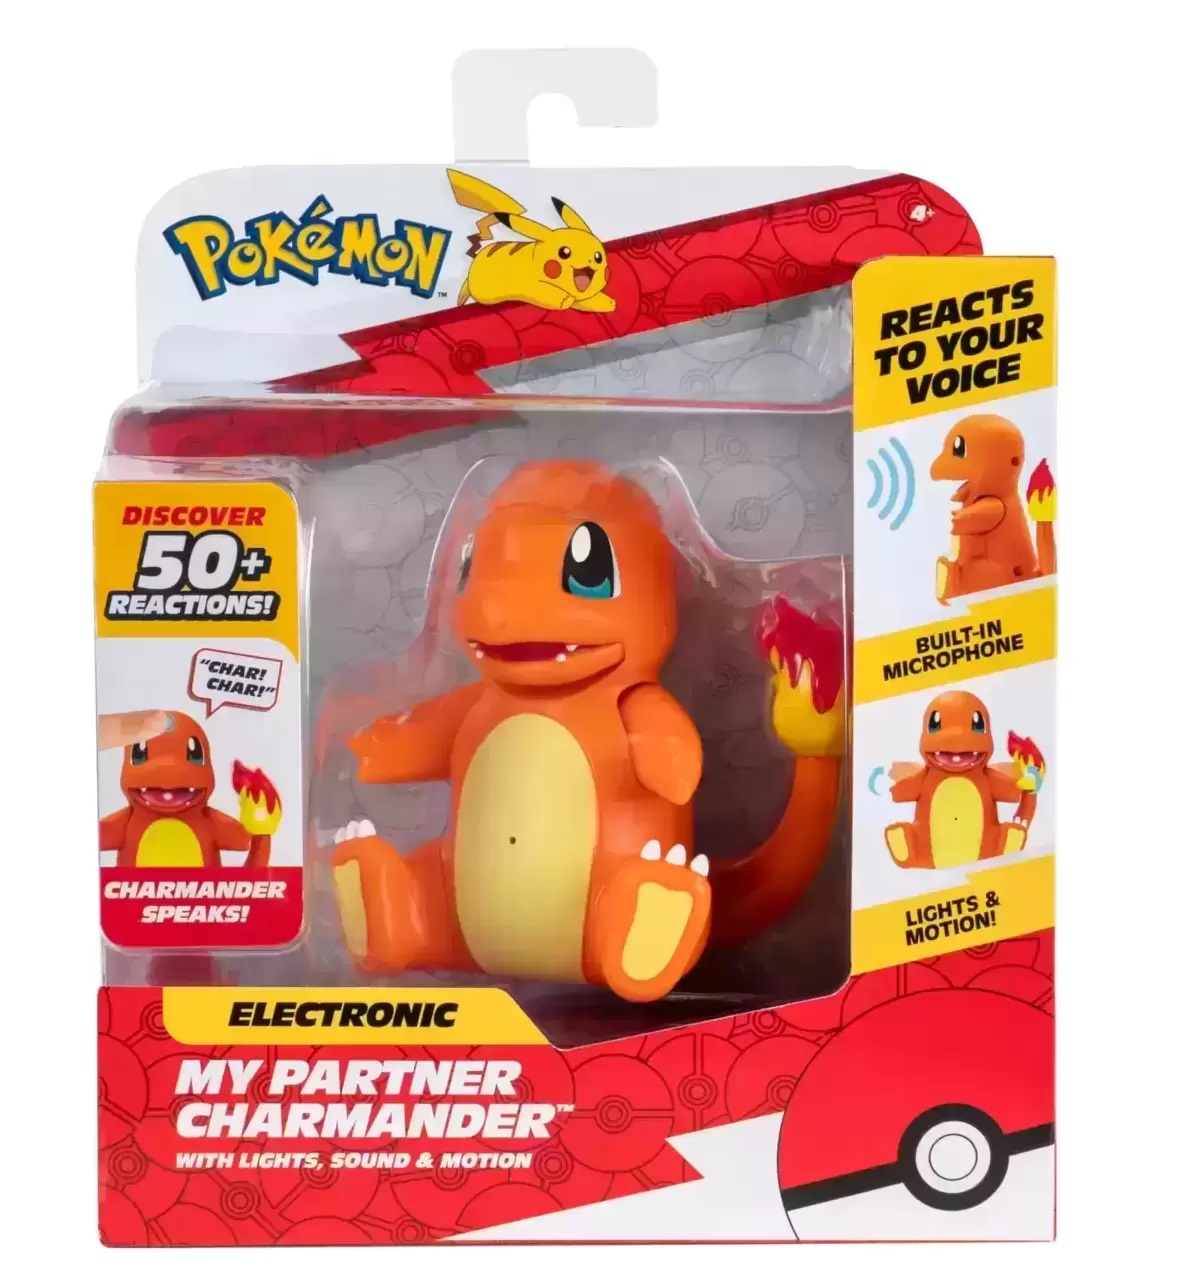 POKéMON™
4+
REACTS
TO YOUR
VOICE
DISCOVER
50+
REACTIONS!
"CHAR!
CHAR!"
BUILT-IN
MICROPHONE
CHARMANDER
SPEAKS!
LIGHTS &
MOTION!
ELECTRONIC
MY PARTNER
CHARMANDER™
WITH LIGHTS, SOUND & MOTION